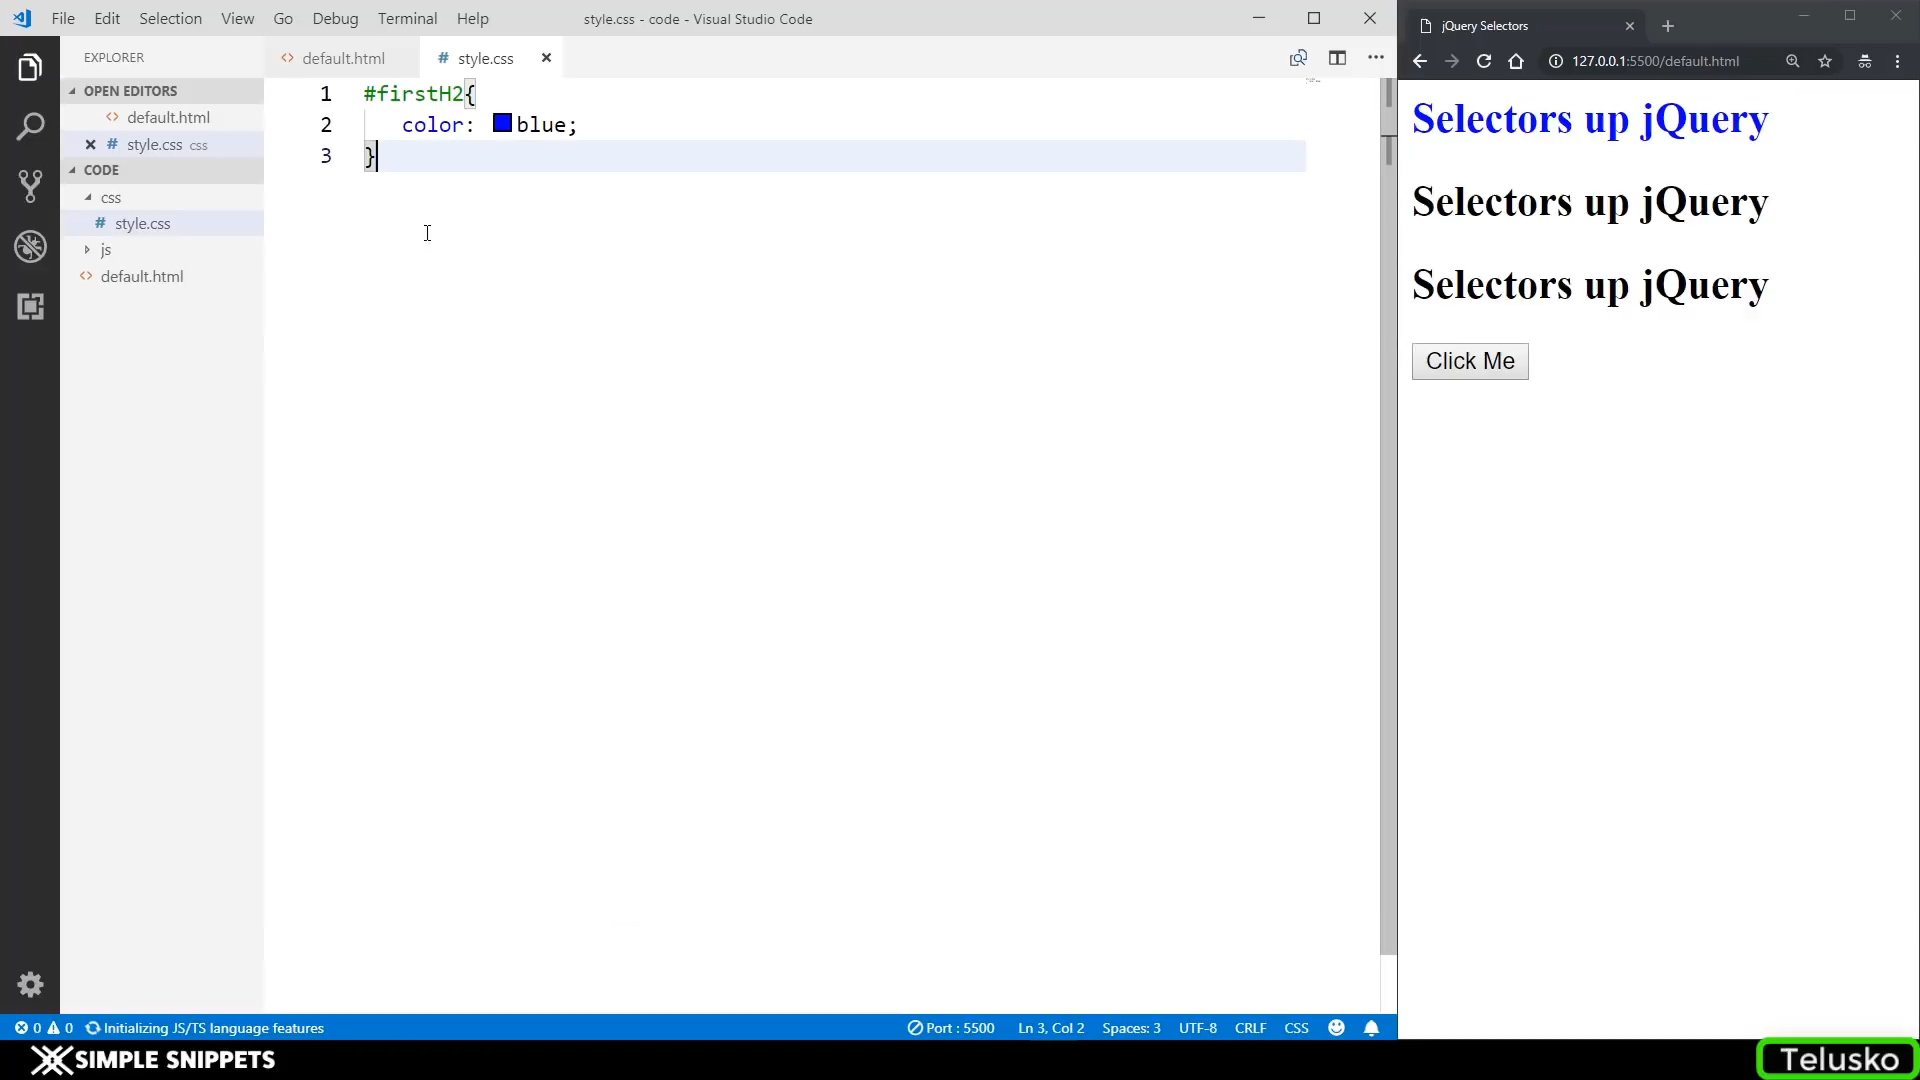 File Edit Selection View Go Debug Terminal Help
style.css - code - Visual Studio Code
jQuery Selectors
EXPLORER
default.html
style.css
127.0.0.1:5500/default.html
OPEN EDITORS
default.html
style.css css
CODE
css
style.css
js
default.html
1 #firstH2{
2 color: blue;
3 }
Selectors up jQuery
Selectors up jQuery
Selectors up jQuery
Click Me
0 0 Initializing JS/TS language features
Port : 5500 Ln 3, Col 2 Spaces: 3 UTF-8 CRLF CSS
SIMPLE SNIPPETS
Telusko